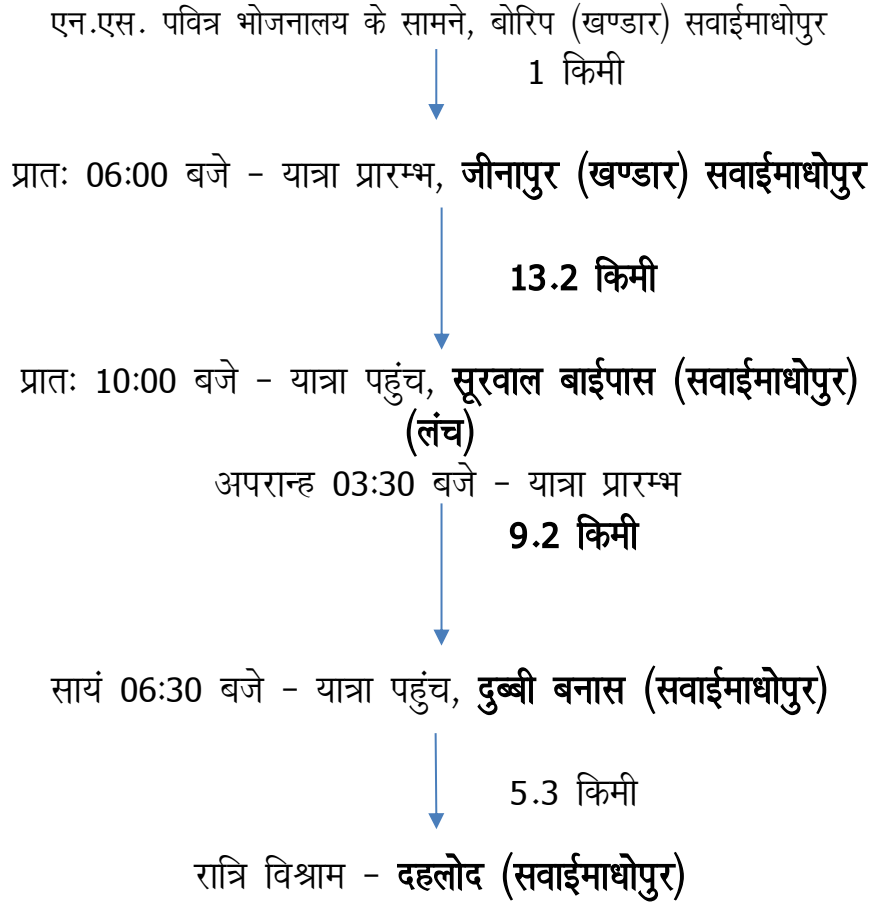 एन.एस. पवित्र भोजनालय के सामने, बोरिप (खण्डार) सवाईमाधोपुर
1 किमी
प्रातः 06:00 बजे - यात्रा प्रारम्भ, जीनापुर (खण्डार) सवाईमाधोपुर
13.2 किमी
प्रातः 10:00 बजे - यात्रा पहुंच, सूरवाल बाईपास (सवाईमाधोपुर)
(लंच)
अपरान्ह 03:30 बजे - यात्रा प्रारम्भ
9.2 किमी
सायं 06:30 बजे - यात्रा पहुंच, दुब्बी बनास (सवाईमाधोपुर)
5.3 किमी
रात्रि विश्राम - दहलोद (सवाईमाधोपुर)